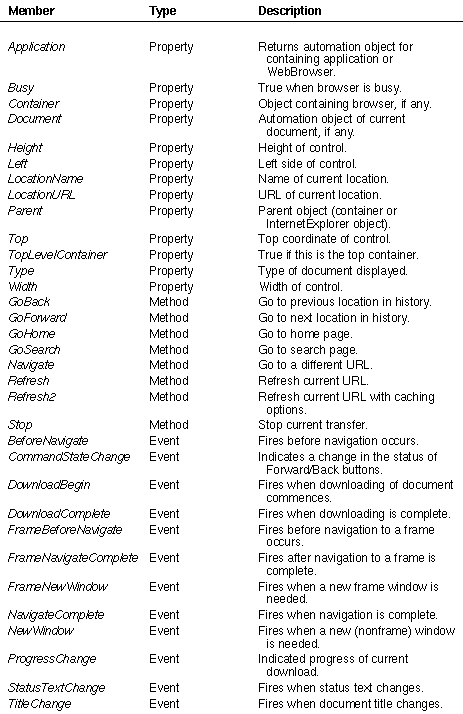 Member Type Description
Application Property Returns automation object for
containing application or
WebBrowser.
Busy Property True when browser is busy.
Container Property Object containing browser, if any.
Document Property Automation object of current
document, if any.
Height Property Height of control.
Left Property Left side of control.
LocationName Property Name of current location.
LocationURL Property URL of current location.
Parent Property Parent object (container or
InternetExplorer object).
Top Property Top coordinate of control.
TopLevelContainer Property True if this is the top container.
Type Property Type of document displayed.
Width Property Width of control.
GoBack Method Go to previous location in history.
GoForward Method Go to next location in history.
GoHome Method Go to home page.
GoSearch Method Go to search page.
Navigate Method Go to a different URL.
Refresh Method Refresh current URL.
Refresh2 Method Refresh current URL with caching
options.
Stop Method Stop current transfer.
BeforeNavigate Event Fires before navigation occurs.
CommandStateChange Event Indicates a change in the status of
Forward/Back buttons.
DownloadBegin Event Fires when downloading of document
commences.
DownloadComplete Event Fires when downloading is complete.
FrameBeforeNavigate Event Fires before navigation to a frame
occurs.
FrameNavigateComplete Event Fires after navigation to a frame is
complete.
FrameNewWindow Event Fires when a new frame window is
needed.
NavigateComplete Event Fires when navigation is complete.
NewWindow Event Fires when a new (nonframe) window
is needed.
ProgressChange Event Indicated progress of current
download.
StatusTextChange Event Fires when status text changes.
TitleChange Event Fires when document title changes.